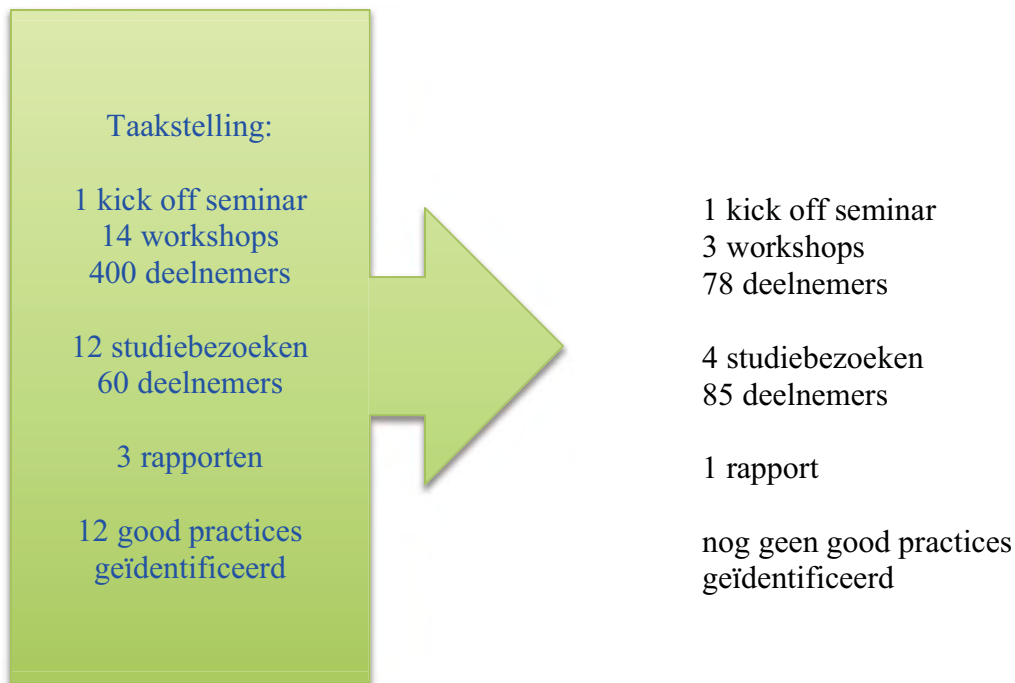 Taakstelling:
1 kick off seminar
14 workshops
400 deelnemers
12 studiebezoeken
60 deelnemers
3 rapporten
12 good practices
geïdentificeerd
1 kick off seminar
3 workshops
78 deelnemers
4 studiebezoeken
85 deelnemers
1 rapport
nog geen good practices
geïdentificeerd